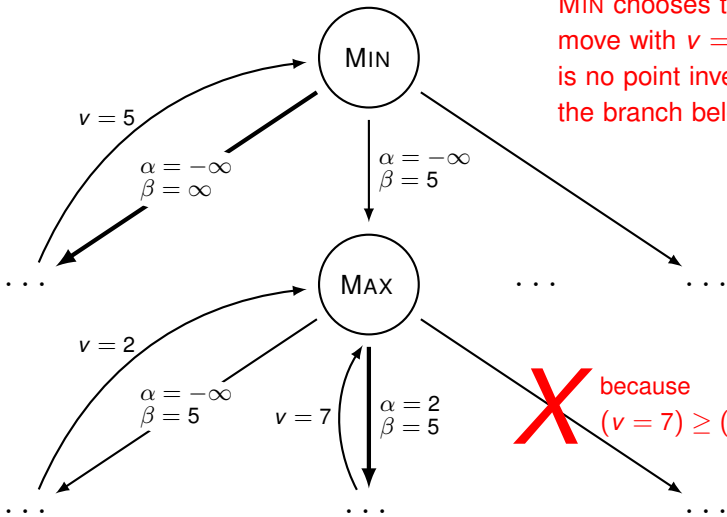 MIN chooses t
move with v =
is no point inve
the branch bel
MIN
v = 5
α = −∞
β = ∞
α = −∞
β = 5
. . .
MAX
. . .
. . .
v = 2
α = −∞
β = 5
v = 7
α = 2
β = 5
X
because
(v = 7) ≥ (
. . .
. . .
. . .